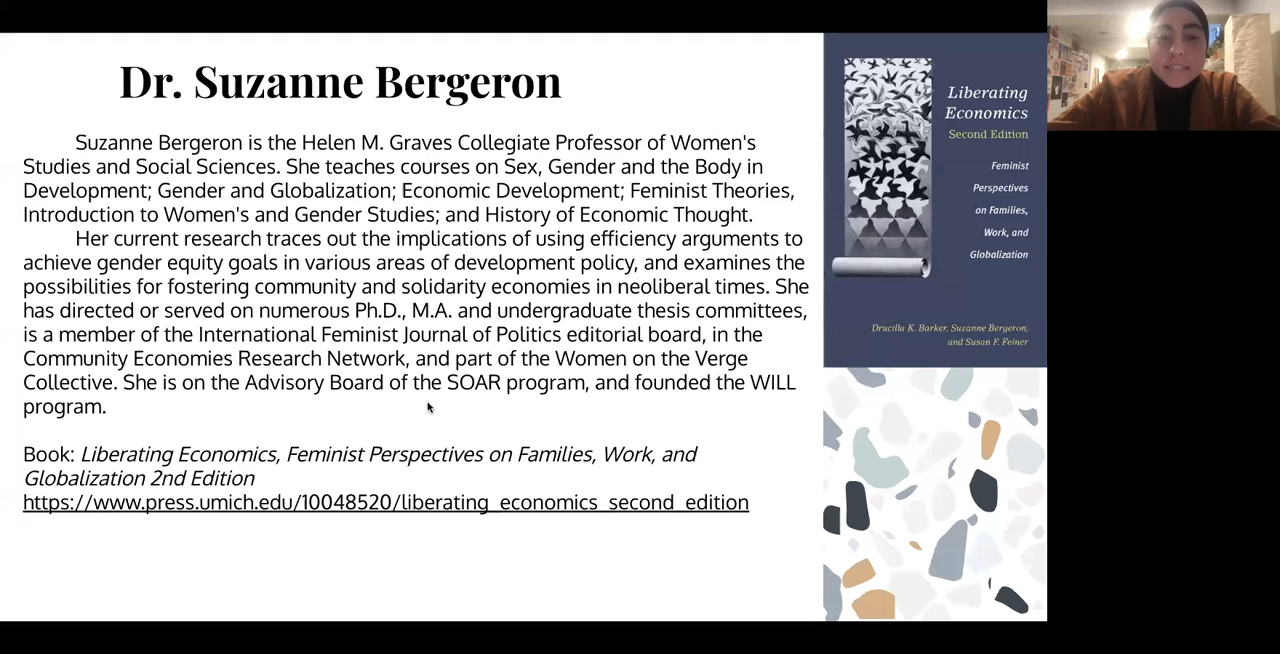 Dr. Suzanne Bergeron
Suzanne Bergeron is the Helen M. Graves Collegiate Professor of Women's
Studies and Social Sciences. She teaches courses on Sex, Gender and the Body in
Development; Gender and Globalization; Economic Development; Feminist Theories,
Introduction to Women's and Gender Studies; and History of Economic Thought.
Her current research traces out the implications of using efficiency arguments to
achieve gender equity goals in various areas of development policy, and examines the
possibilities for fostering community and solidarity economies in neoliberal times. She
has directed or served on numerous Ph.D., M.A. and undergraduate thesis committees,
is a member of the International Feminist Journal of Politics editorial board, in the
Community Economies Research Network, and part of the Women on the Verge
Collective. She is on the Advisory Board of the SOAR program, and founded the WILL
program.
Book: Liberating Economics, Feminist Perspectives on Families, Work, and
Globalization 2nd Edition
https://www.press.umich.edu/10048520/liberating_economics_second_edition
Liberating
Economics
Second Edition
Feminist
Perspectives
on Families,
Work, and
Globalization
Drucilla K. Barker, Suzanne Bergeron,
and Susan F. Feiner